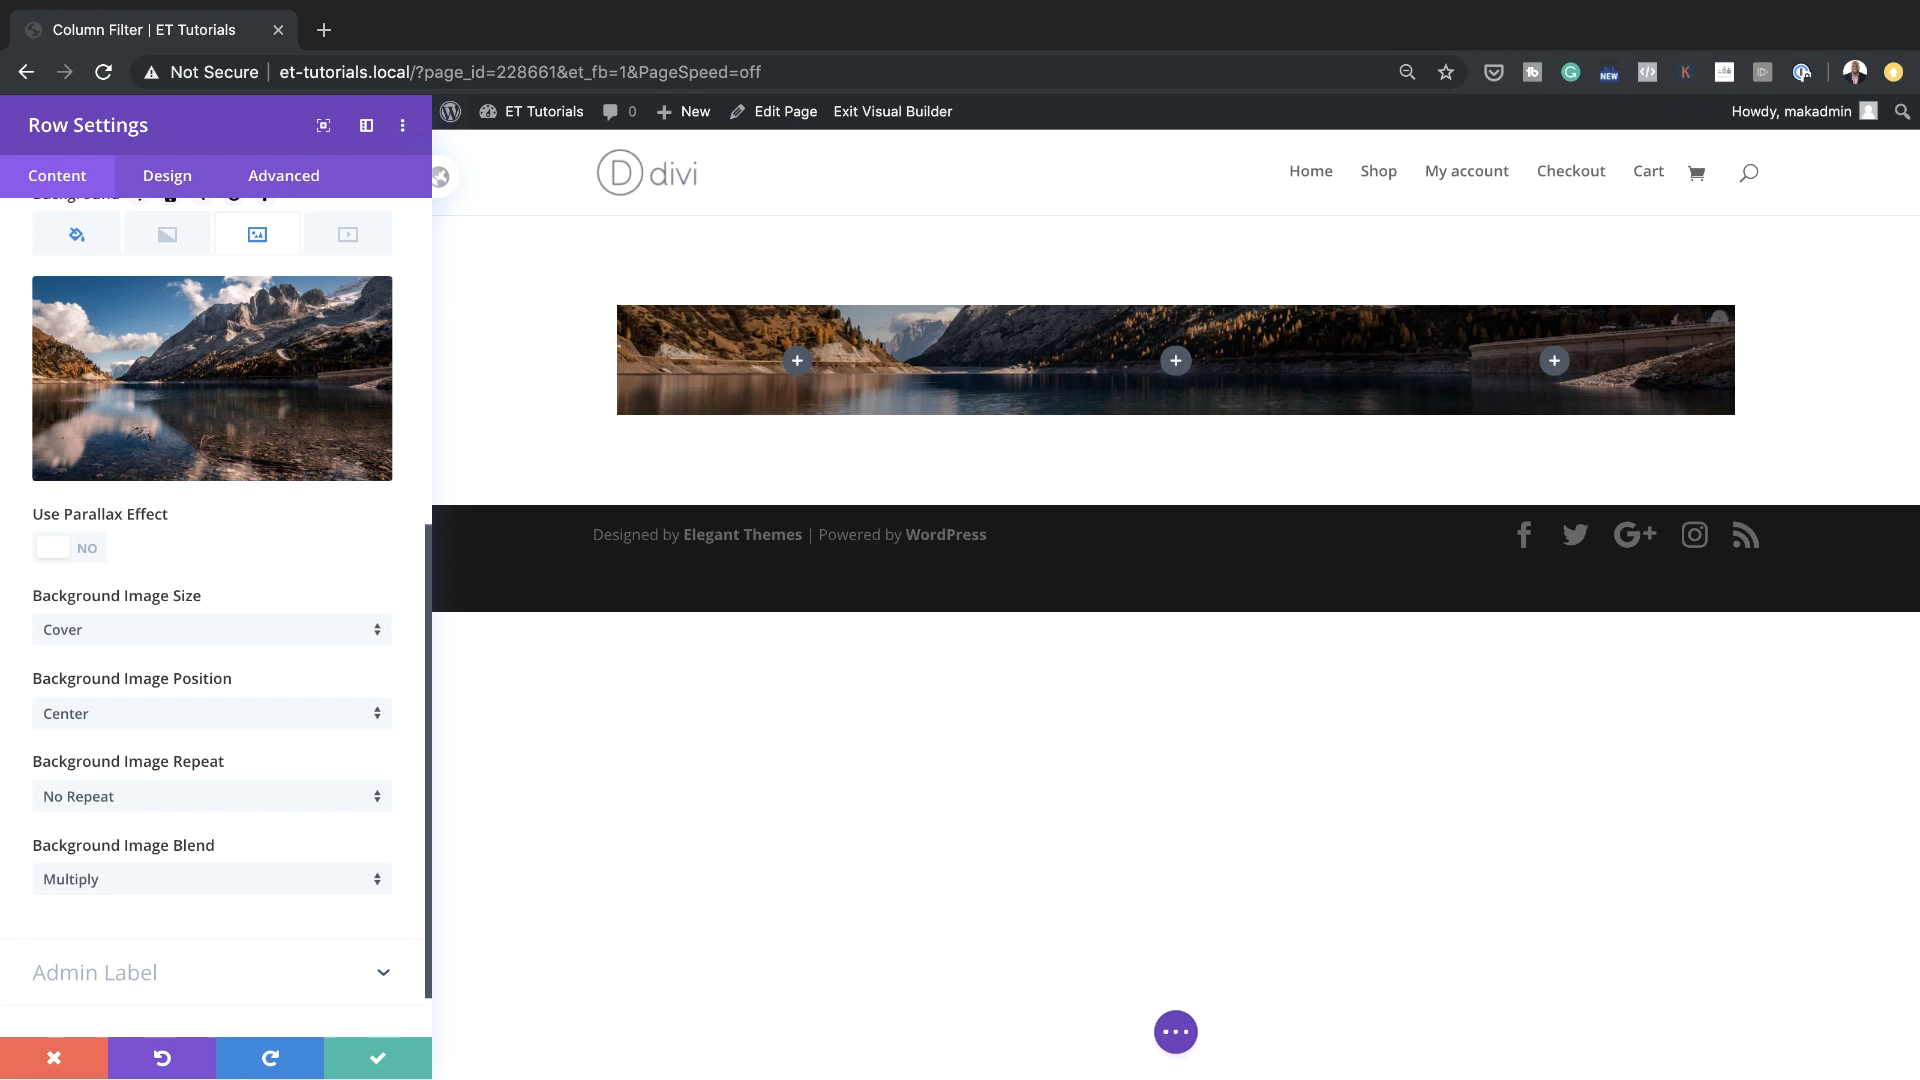 Column Filter | ET Tutorials
Not Secure
et-tutorials.local/?page_id=228661&et_fb=1&PageSpeed=off
NEW
K
ET Tutorials
0
New
Edit Page
Exit Visual Builder
Howdy, makadmin
Row Settings
Content
Design
Advanced
Background
D divi
Home
Shop
My account
Checkout
Cart
Use Parallax Effect
NO
Designed by Elegant Themes | Powered by WordPress
Background Image Size
Cover
Background Image Position
Center
Background Image Repeat
No Repeat
Background Image Blend
Multiply
Admin Label